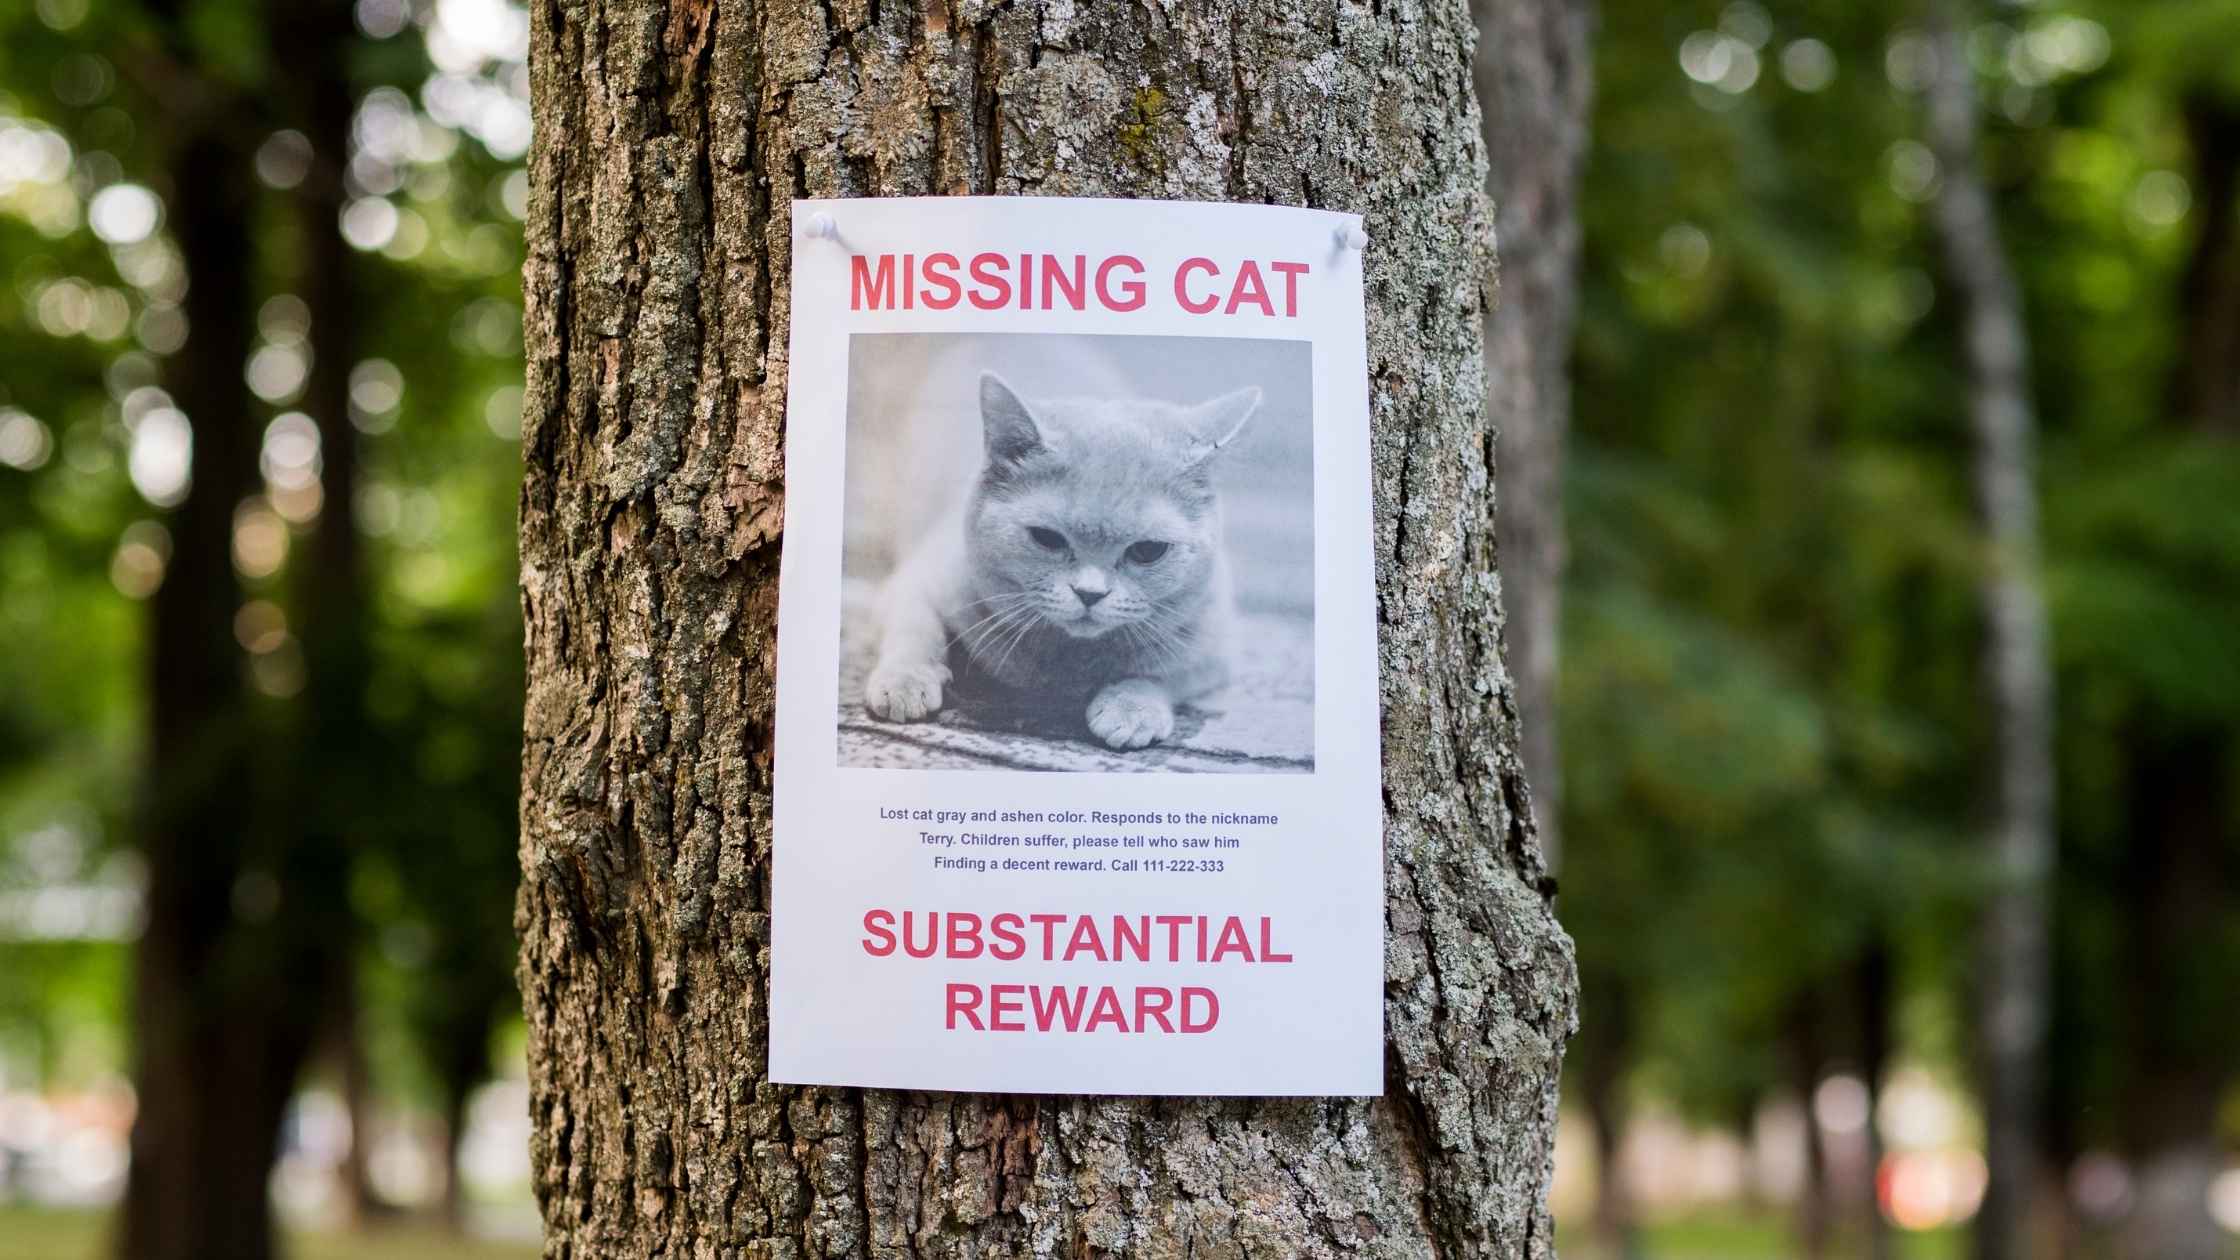 MISSING CAT
Lost cat gray and ashen color. Responds to the nickname
Terry. Children suffer, please tell who saw him
Finding a decent reward. Call 111-222-333
SUBSTANTIAL
REWARD